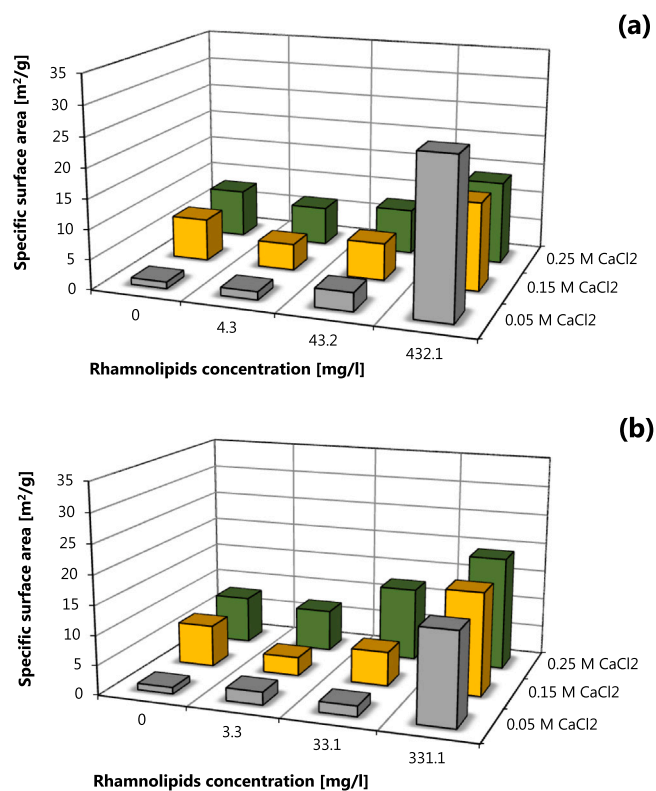 (a)
Specific surface area [m²/g]
35
30
25
20
15
10
5
0
0
4.3
43.2
432.1
0.25 M CaCl2
0.15 M CaCl2
0.05 M CaCl2
Rhamnolipids concentration [mg/l]
(b)
Specific surface area [m²/g]
35
30
25
20
15
10
5
0
0
3.3
33.1
331.1
0.25 M CaCl2
0.15 M CaCl2
0.05 M CaCl2
Rhamnolipids concentration [mg/l]